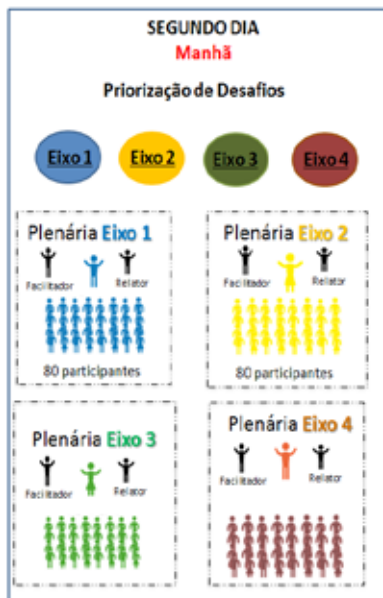 SEGUNDO DIA
Manhã
Priorização de Desafios
Eixo 1 Eixo 2 Eixo 3 Eixo 4
Plenária Eixo 1
Facilitador Relator
80 participantes
Plenária Eixo 2
Facilitador Relator
80 participantes
Plenária Eixo 3
Facilitador Relator
Plenária Eixo 4
Facilitador Relator